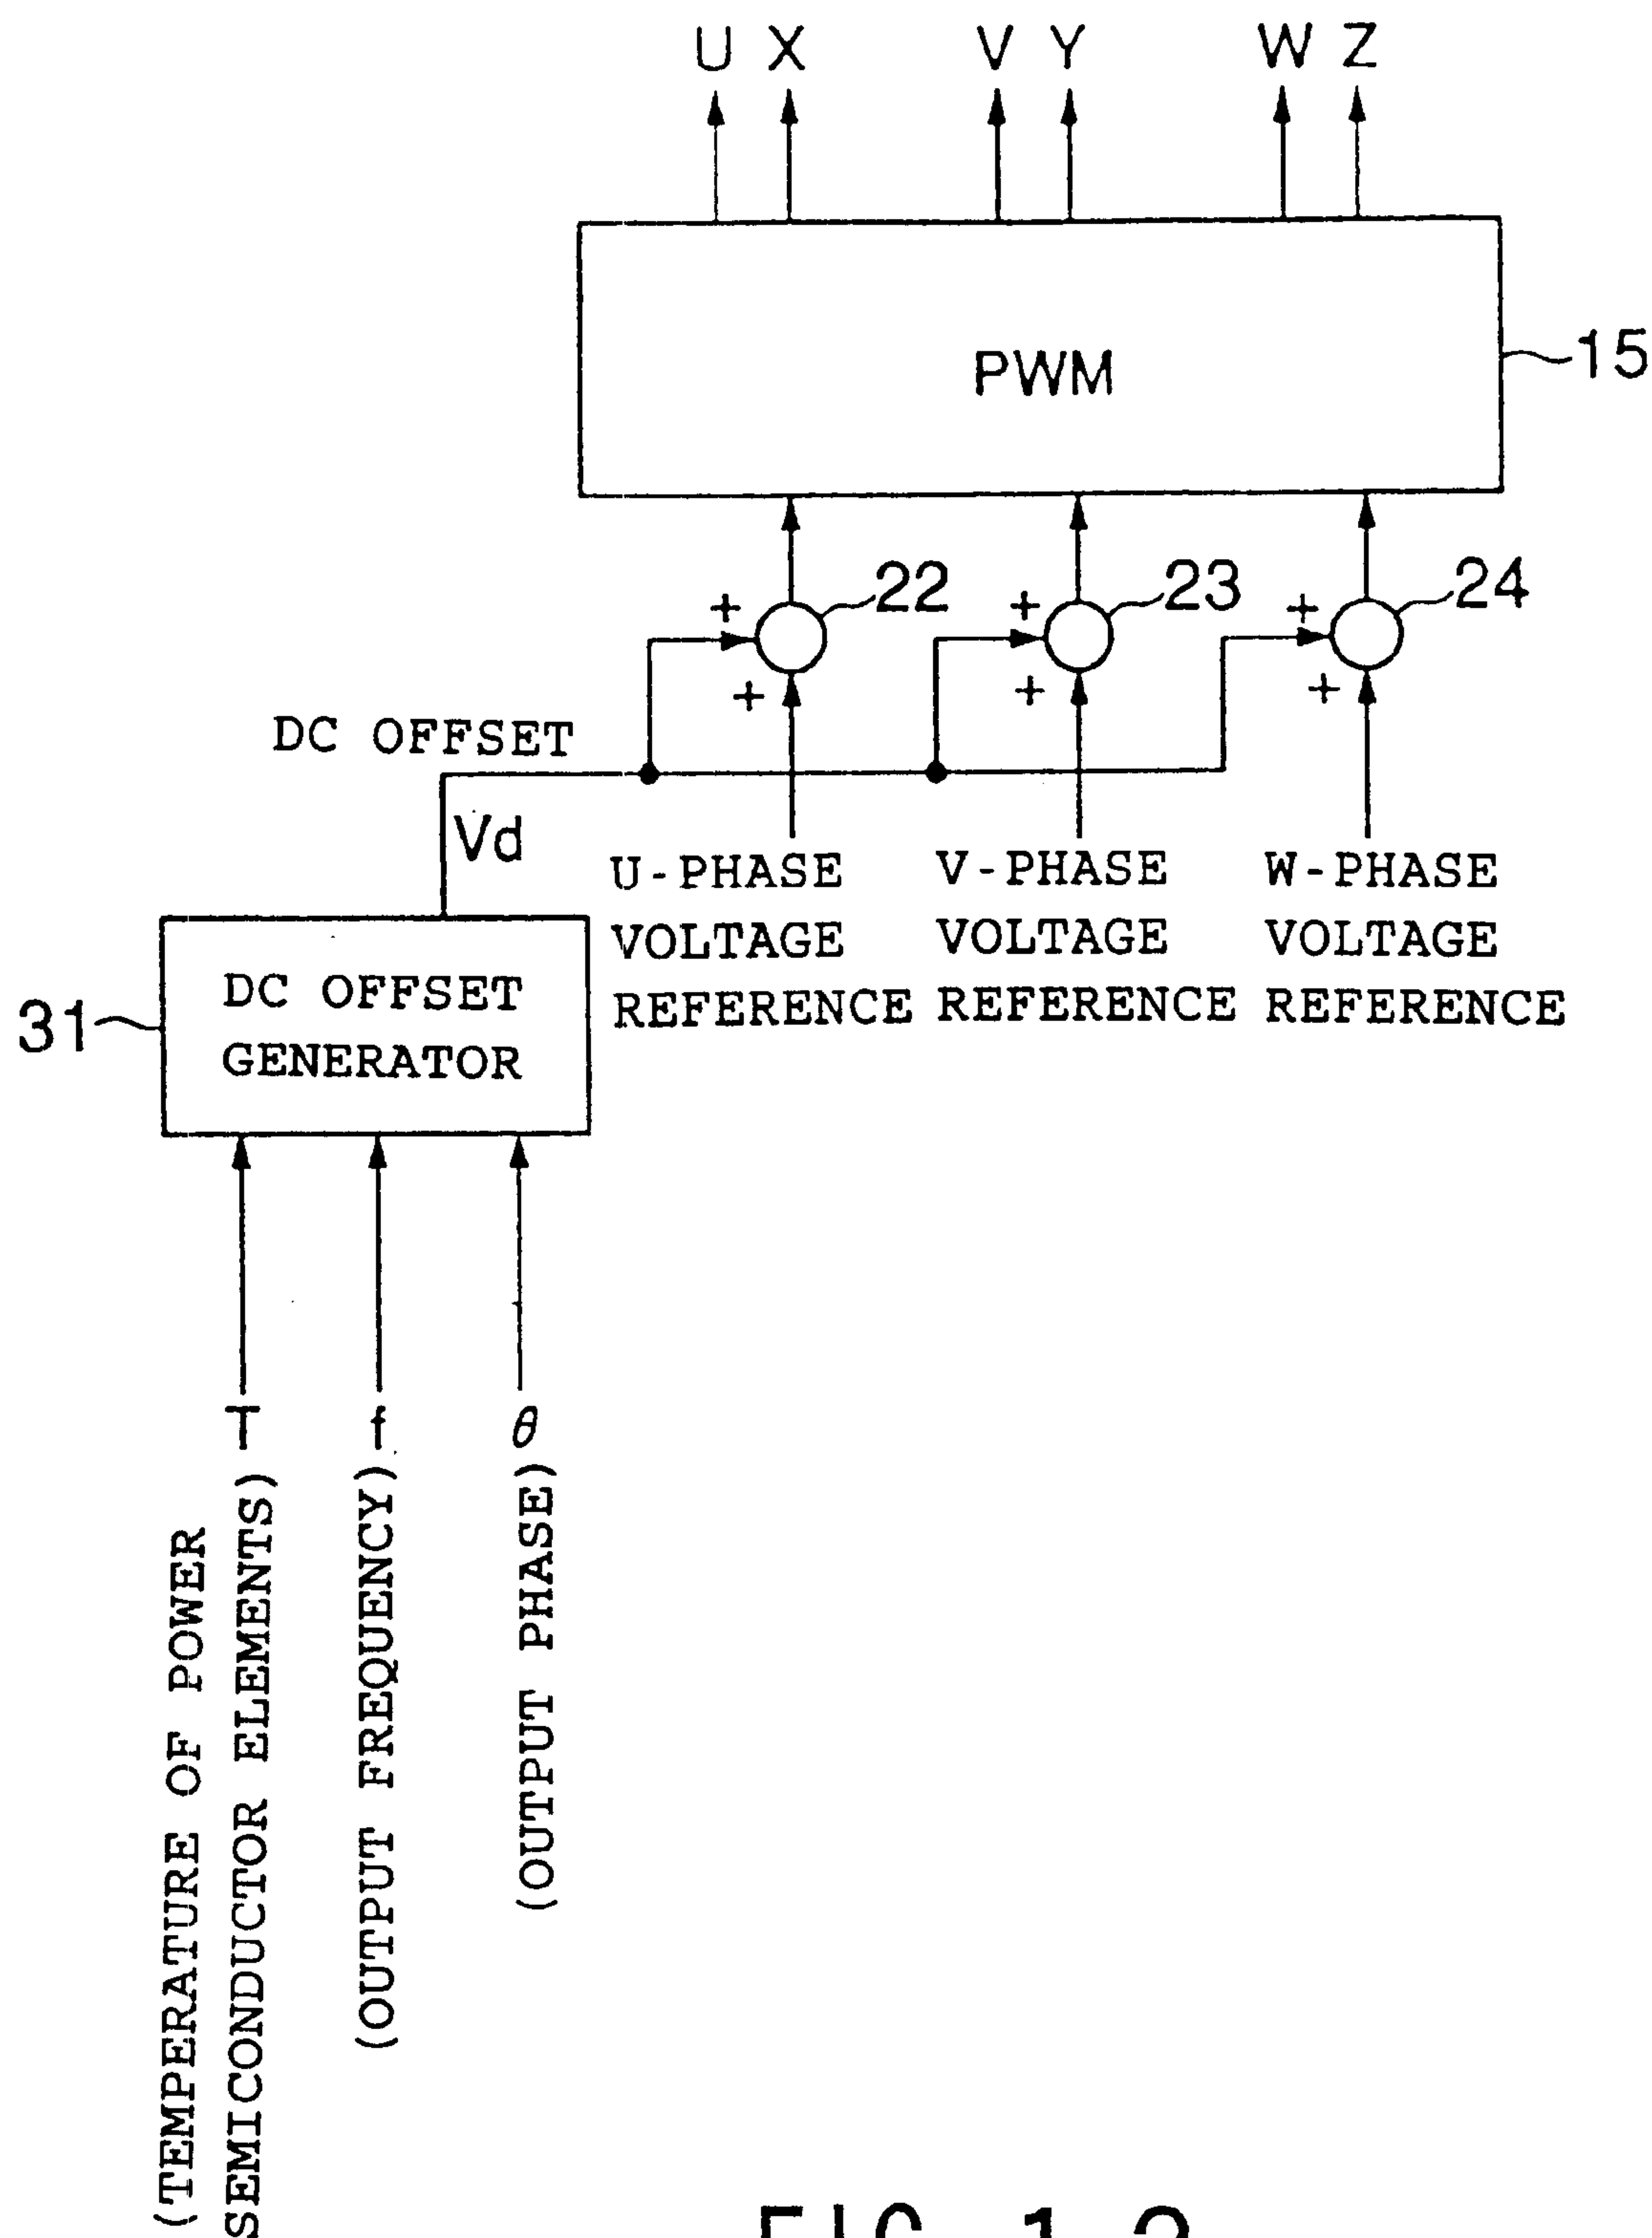 U X V Y W Z
PWM
15
+ 22 + 23 + 24
+ + +
DC OFFSET
Vd
U-PHASE VOLTAGE REFERENCE
V-PHASE VOLTAGE REFERENCE
W-PHASE VOLTAGE REFERENCE
31
DC OFFSET
GENERATOR
T
(TEMPERATURE OF POWER
SEMICONDUCTOR ELEMENTS)
f
(OUTPUT FREQUENCY)
θ
(OUTPUT PHASE)